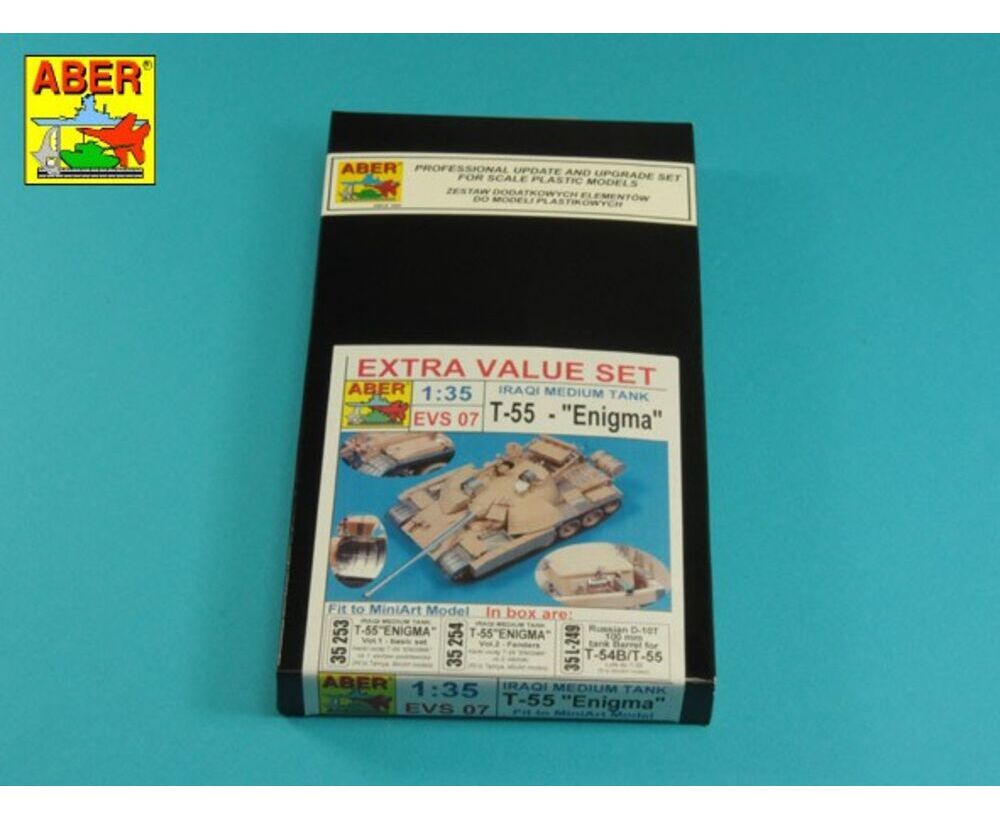 ABER®
ABER
PROFESSIONAL UPDATE AND UPGRADE SET
FOR SCALE PLASTIC MODELS
ZESTAW DODATKOWYCH ELEMENTÓW
DO MODELI PLASTIKOWYCH
EXTRA VALUE SET
ABER
1:35
EVS 07
IRAQI MEDIUM TANK
T-55 - "Enigma"
Fit to MiniArt Model
In box are:
35 253
IRAQI MEDIUM TANK
T-55"ENIGMA"
Vol.1 - basic set
35 254
IRAQI MEDIUM TANK
T-55"ENIGMA"
Vol.2 - Fenders
35 L-249
Russian D-10T
100 mm
tank Barrel for
T-54B/T-55
ABER
1:35
EVS 07
IRAQI MEDIUM TANK
T-55 "Enigma"
Fit to MiniArt Model